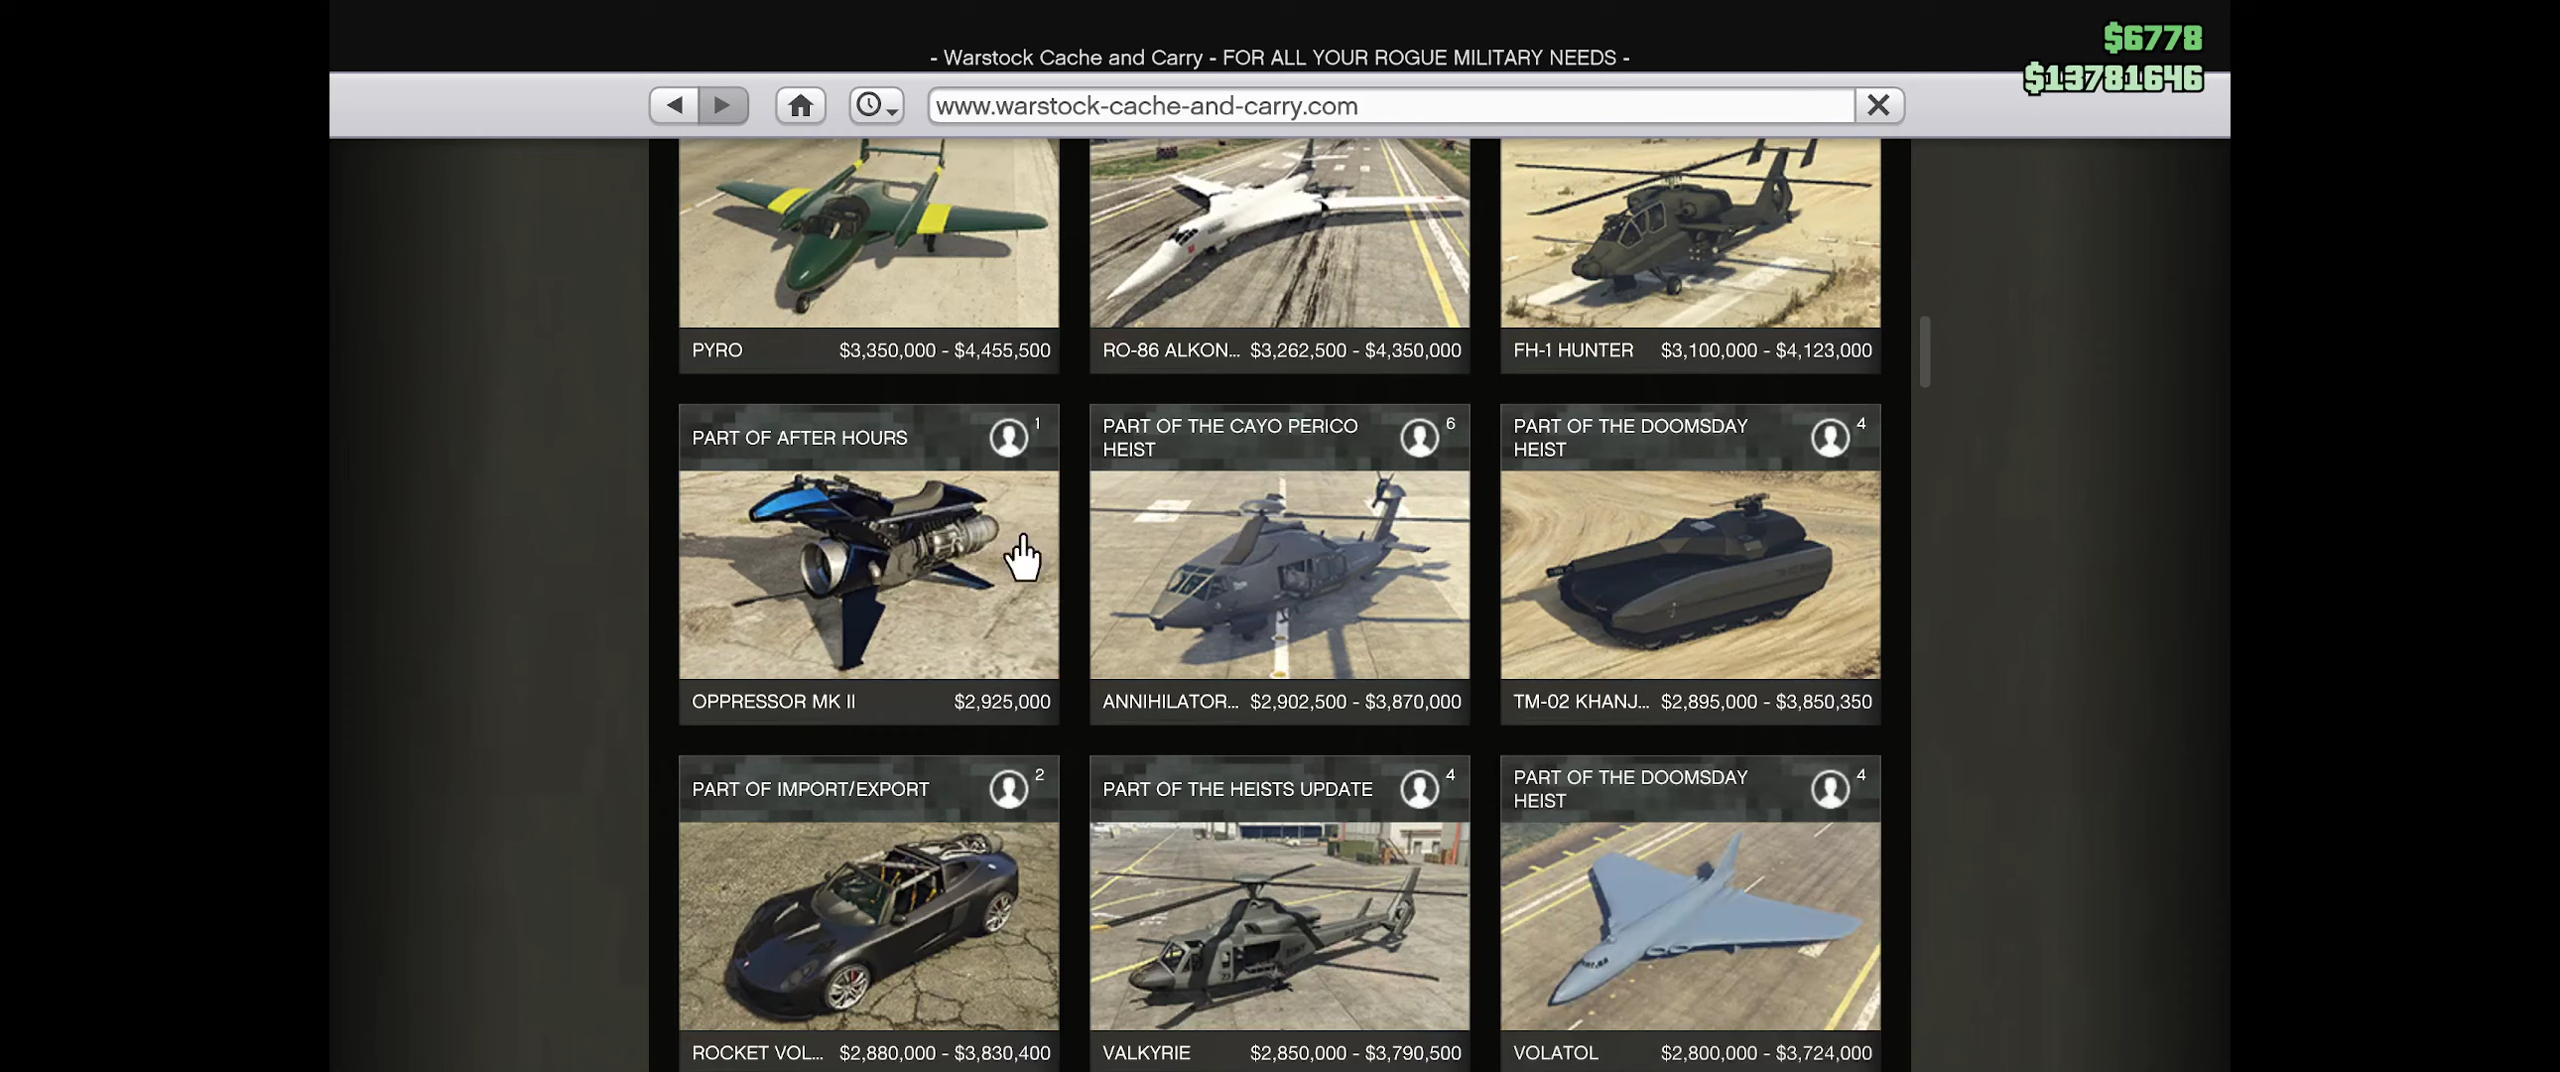 $6778
- Warstock Cache and Carry - FOR ALL YOUR ROGUE MILITARY NEEDS -
$13781646
www.warstock-cache-and-carry.com
PYRO $3,350,000 - $4,455,500
RO-86 ALKON... $3,262,500 - $4,350,000
FH-1 HUNTER $3,100,000 - $4,123,000
PART OF AFTER HOURS 1
PART OF THE CAYO PERICO 6
HEIST
PART OF THE DOOMSDAY 4
HEIST
OPPRESSOR MK II $2,925,000
ANNIHILATOR... $2,902,500 - $3,870,000
TM-02 KHANJ... $2,895,000 - $3,850,350
PART OF IMPORT/EXPORT 2
PART OF THE HEISTS UPDATE 4
PART OF THE DOOMSDAY 4
HEIST
ROCKET VOL... $2,880,000 - $3,830,400
VALKYRIE $2,850,000 - $3,790,500
VOLATOL $2,800,000 - $3,724,000